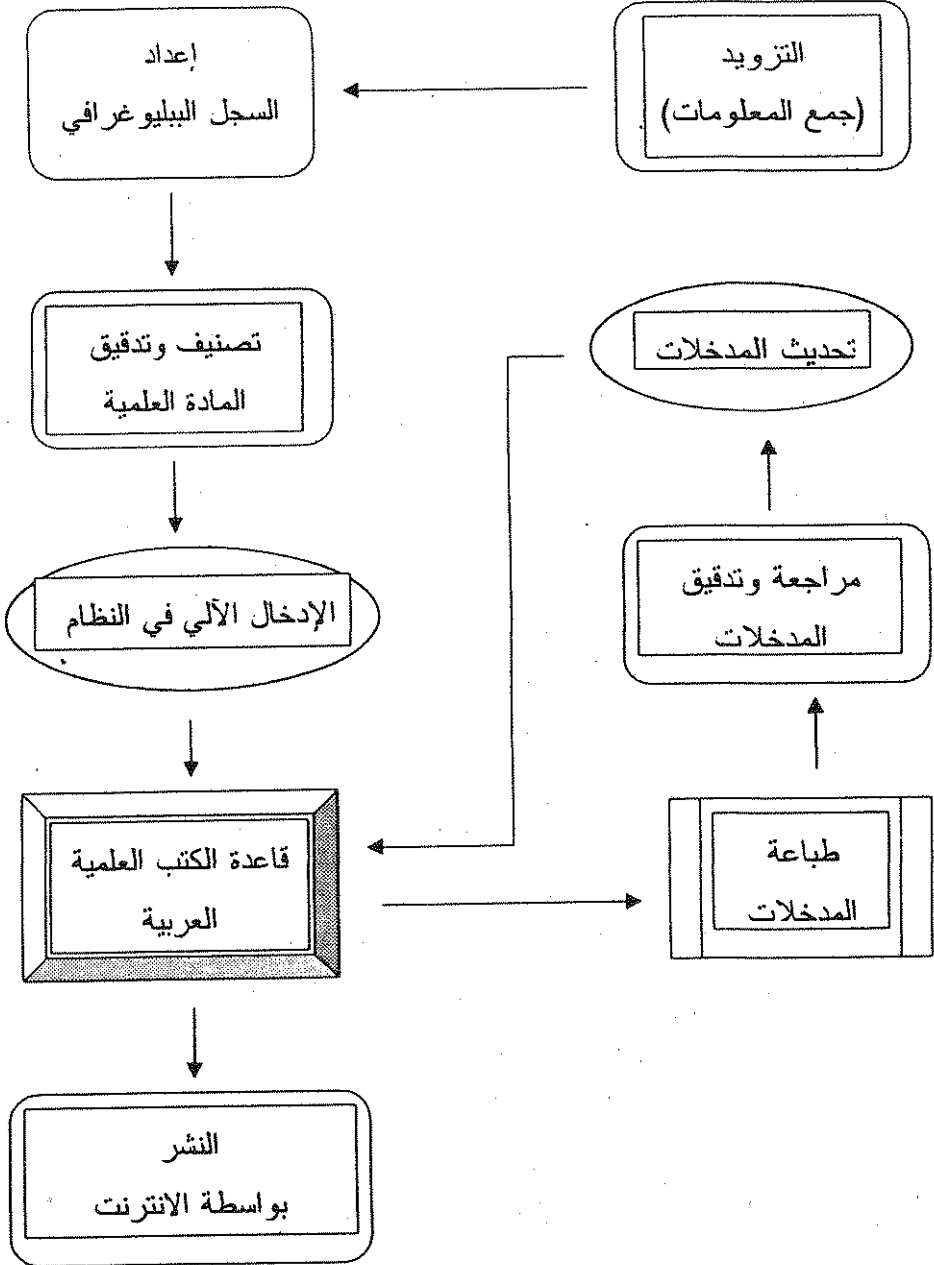 التزويد
(جمع المعلومات)
إعداد
السجل الببليوغرافي
تصنيف وتدقيق
المادة العلمية
الإدخال الآلي في النظام
قاعدة الكتب العلمية
العربية
طباعة
المدخلات
مراجعة وتدقيق
المدخلات
تحديث المدخلات
النشر
بواسطة الانترنت